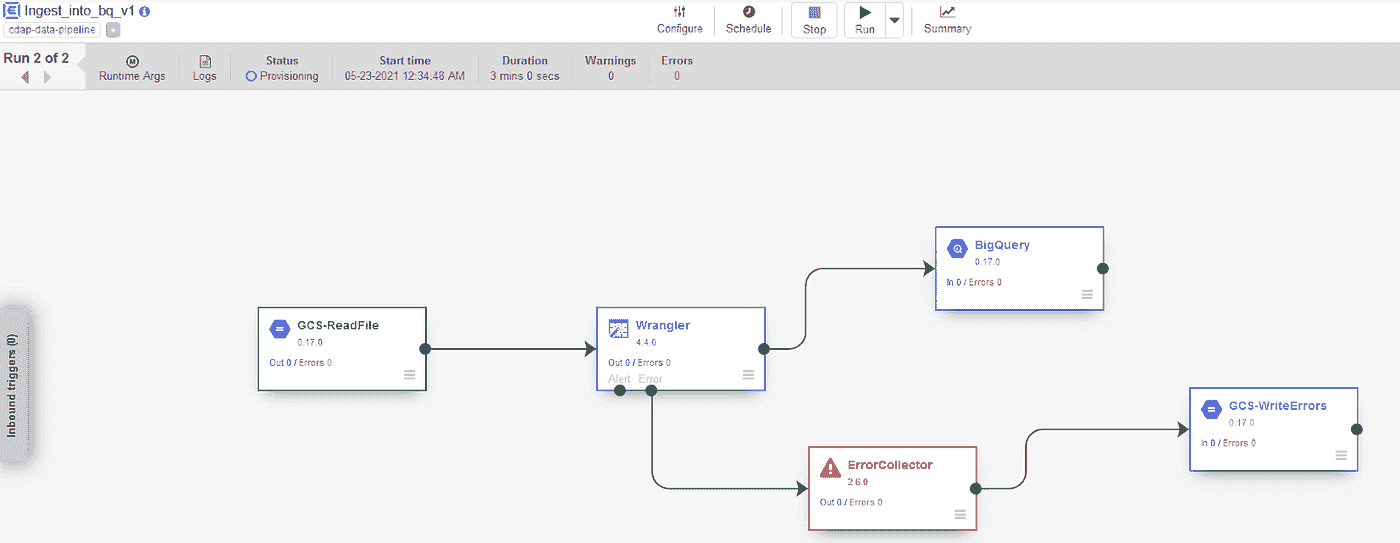 Ingest_into_bq_v1
cdap-data-pipeline +
Configure Schedule Stop Run Summary
Run 2 of 2
Runtime Args
Logs
Status
Provisioning
Start time
05-23-2021 12:34:48 AM
Duration
3 mins 0 secs
Warnings
0
Errors
0
Inbound triggers (0)
GCS-ReadFile
0.17.0
Out 0 / Errors 0
Wrangler
4.4.0
Out 0 / Errors 0
Alert Error
BigQuery
0.17.0
In 0 / Errors 0
ErrorCollector
2.6.0
Out 0 / Errors 0
GCS-WriteErrors
0.17.0
In 0 / Errors 0